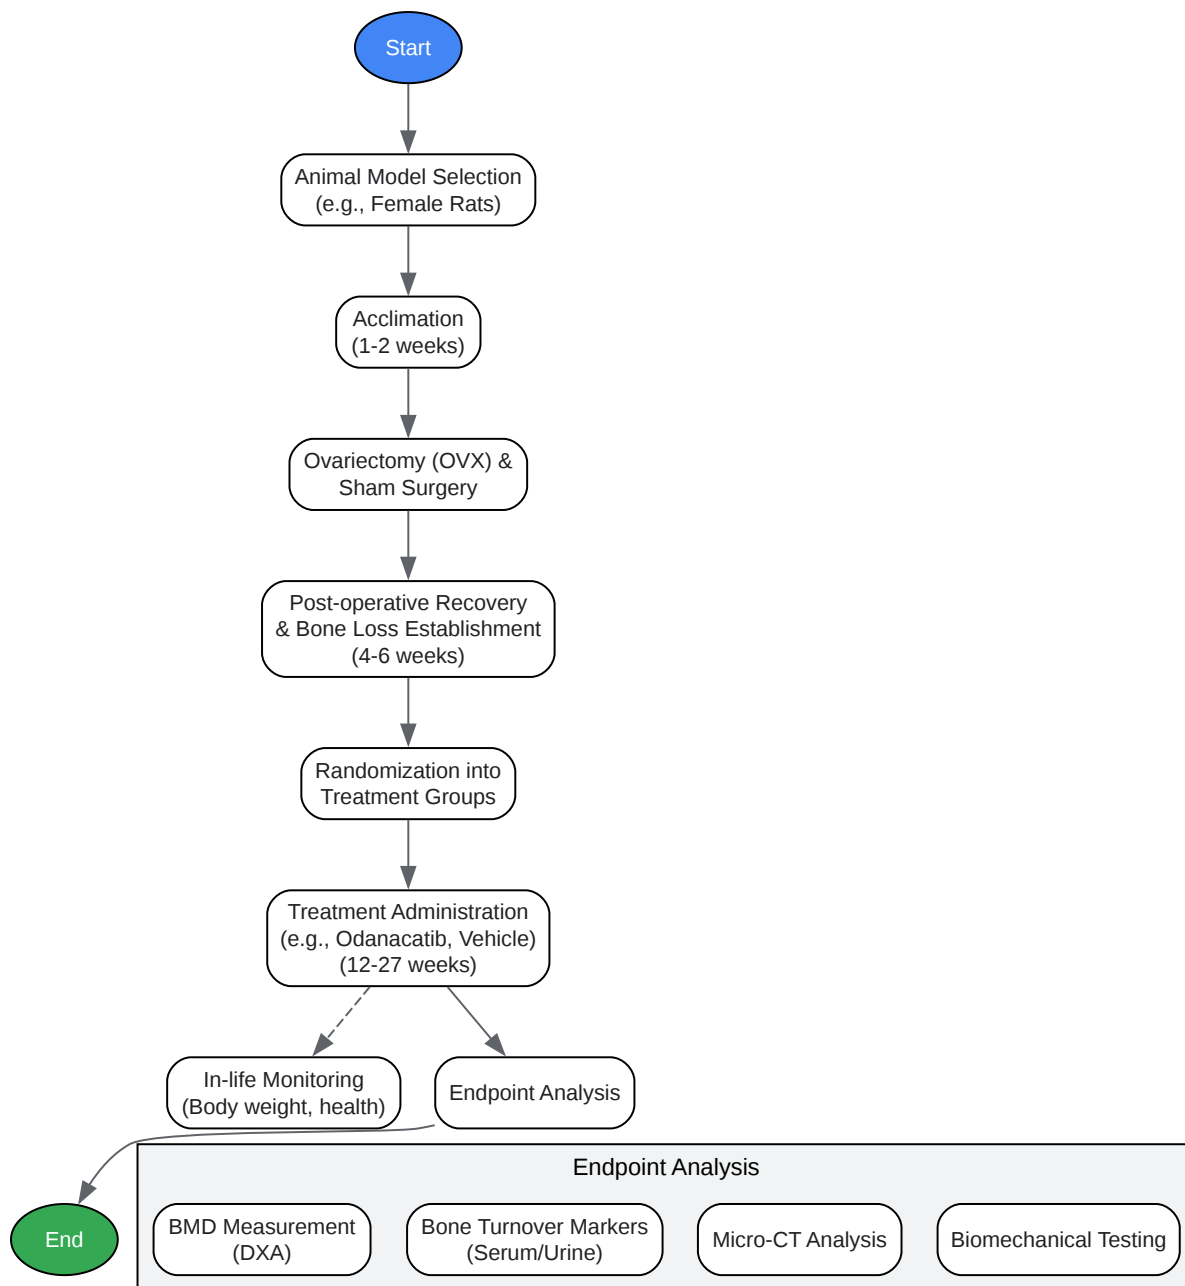 Start
Animal Model Selection
(e.g., Female Rats)
Acclimation
(1-2 weeks)
Ovariectomy (OVX) &
Sham Surgery
Post-operative Recovery
& Bone Loss Establishment
(4-6 weeks)
Randomization into
Treatment Groups
Treatment Administration
(e.g., Odanacatib, Vehicle)
(12-27 weeks)
In-life Monitoring
(Body weight, health)
Endpoint Analysis
Endpoint Analysis
End
BMD Measurement
(DXA)
Bone Turnover Markers
(Serum/Urine)
Micro-CT Analysis
Biomechanical Testing